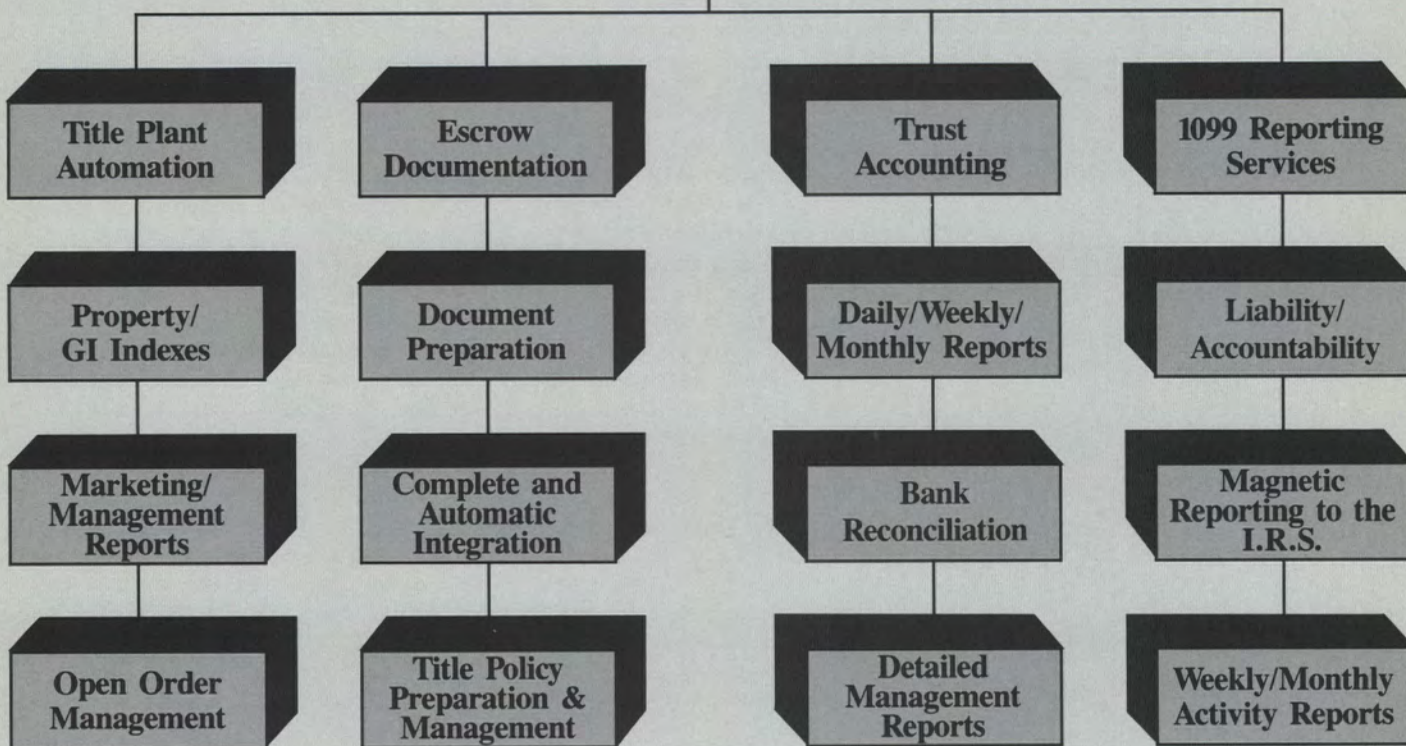 Title Plant
Automation
Property/
GI Indexes
Marketing/
Management
Reports
Open Order
Management
Escrow
Documentation
Document
Preparation
Complete and
Automatic
Integration
Title Policy
Preparation &
Management
Trust
Accounting
Daily/Weekly/
Monthly Reports
Bank
Reconciliation
Detailed
Management
Reports
1099 Reporting
Services
Liability/
Accountability
Magnetic
Reporting to the
I.R.S.
Weekly/Monthly
Activity Reports